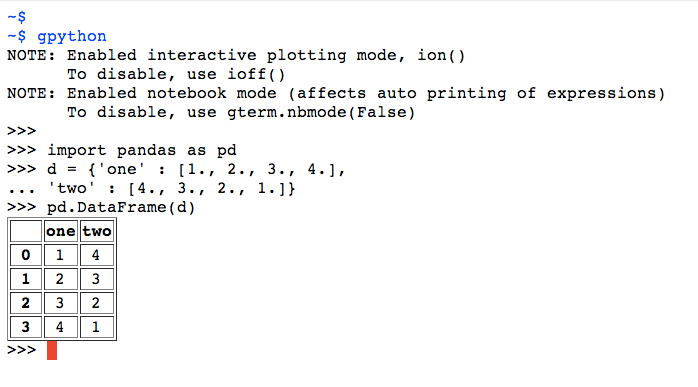 ~$
~$ gpython
NOTE: Enabled interactive plotting mode, ion()
      To disable, use ioff()
NOTE: Enabled notebook mode (affects auto printing of expressions)
      To disable, use gterm.nbmode(False)
>>>
>>> import pandas as pd
>>> d = {'one' : [1., 2., 3., 4.],
... 'two' : [4., 3., 2., 1.]}
>>> pd.DataFrame(d)
one two
0 1 4
1 2 3
2 3 2
3 4 1
>>>